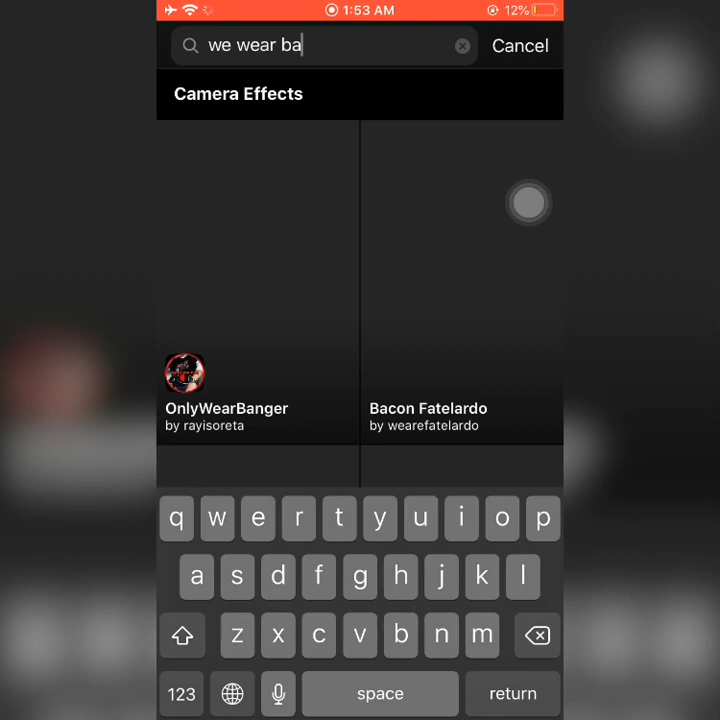 1:53 AM
12%
we wear ba
Cancel
Camera Effects
OnlyWearBanger
by rayisoreta
Bacon Fatelardo
by wearefatelardo
q w e r t y u i o p
a s d f g h j k l
z x c v b n m
123
space
return